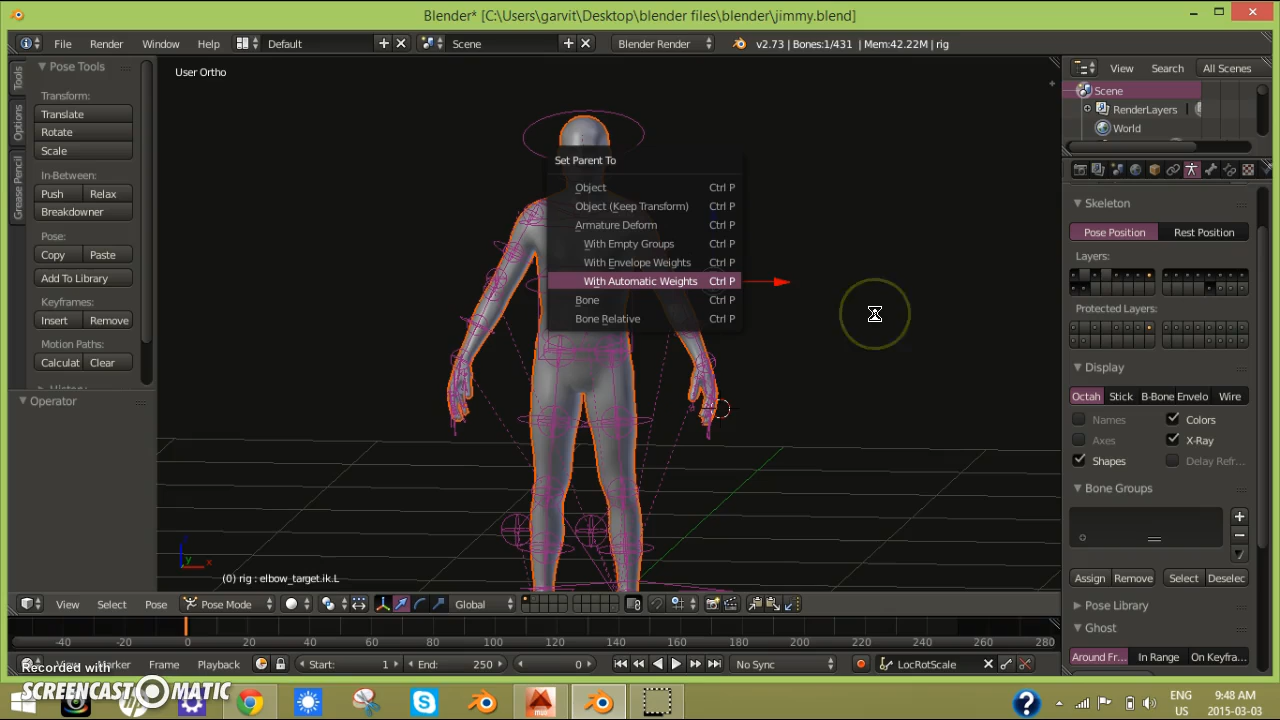 Blender* [C:\Users\garvit\Desktop\blender files\blender\jimmy.blend]
File Render Window Help Default Scene Blender Render v2.73 | Bones:1/431 | Mem:42.22M | rig
Pose Tools
Tools
Options
Grease Pencil
Transform:
Translate
Rotate
Scale
In-Between:
Push Relax
Breakdowner
Pose:
Copy Paste
Add To Library
Keyframes:
Insert Remove
Motion Paths:
Calculat Clear
Operator
User Ortho
Set Parent To
Object Ctrl P
Object (Keep Transform) Ctrl P
Armature Deform Ctrl P
With Empty Groups Ctrl P
With Envelope Weights Ctrl P
With Automatic Weights Ctrl P
Bone Ctrl P
Bone Relative Ctrl P
z
y
x
(0) rig : elbow_target.ik.L
View Search All Scenes
Scene
RenderLayers
World
Skeleton
Pose Position Rest Position
Layers:
Protected Layers:
Display
Octah Stick B-Bone Envelo Wire
Names Colors
Axes X-Ray
Shapes Delay Refr...
Bone Groups
Assign Remove Select Deselec
Pose Library
Ghost
Around Fr... In Range On Keyfra...
View Select Pose Pose Mode Global
-40 -20 0 20 40 60 80 100 120 140 160 180 200 220 240 260 280
Marker Frame Playback Start: 1 End: 250 0 No Sync LocRotScale
Recorded with
SCREENCAST MATIC
ENG
US
9:48 AM
2015-03-03